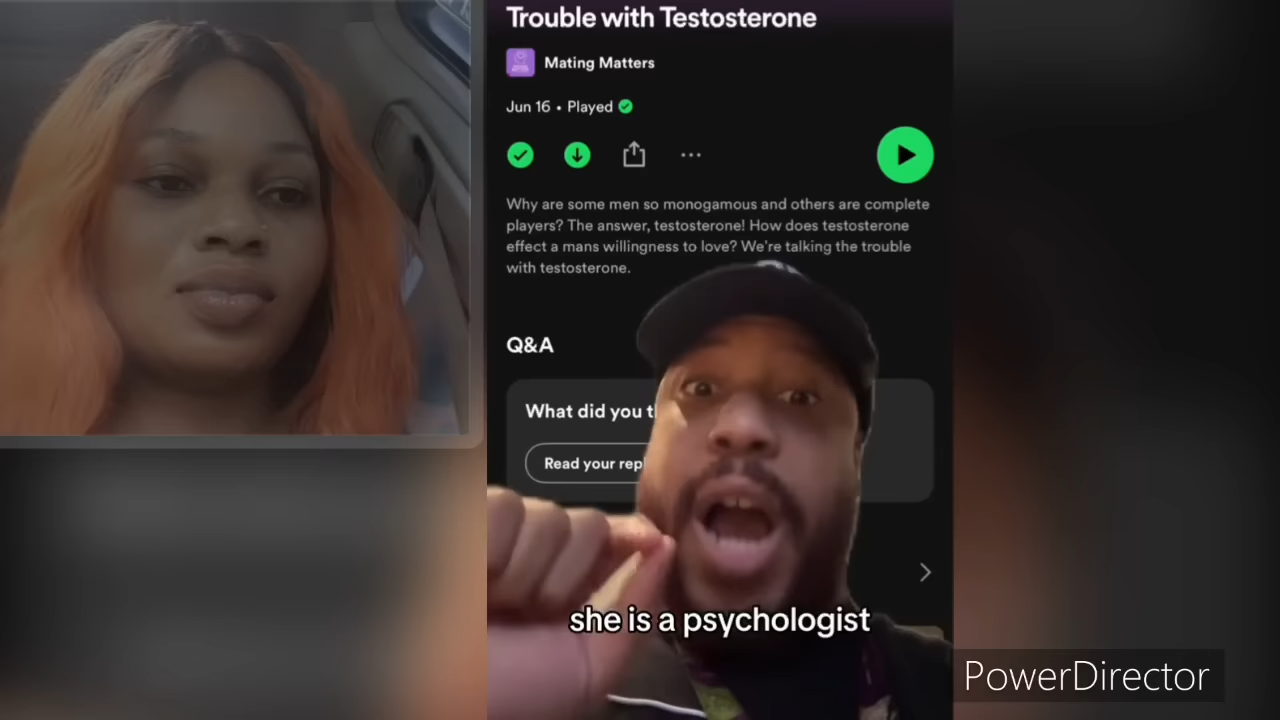 Trouble with Testosterone
Mating Matters
Jun 16 • Played
Why are some men so monogamous and others are complete
players? The answer, testosterone! How does testosterone
effect a mans willingness to love? We're talking the trouble
with testosterone.
Q&A
What did you t
Read your rep
she is a psychologist
PowerDirector